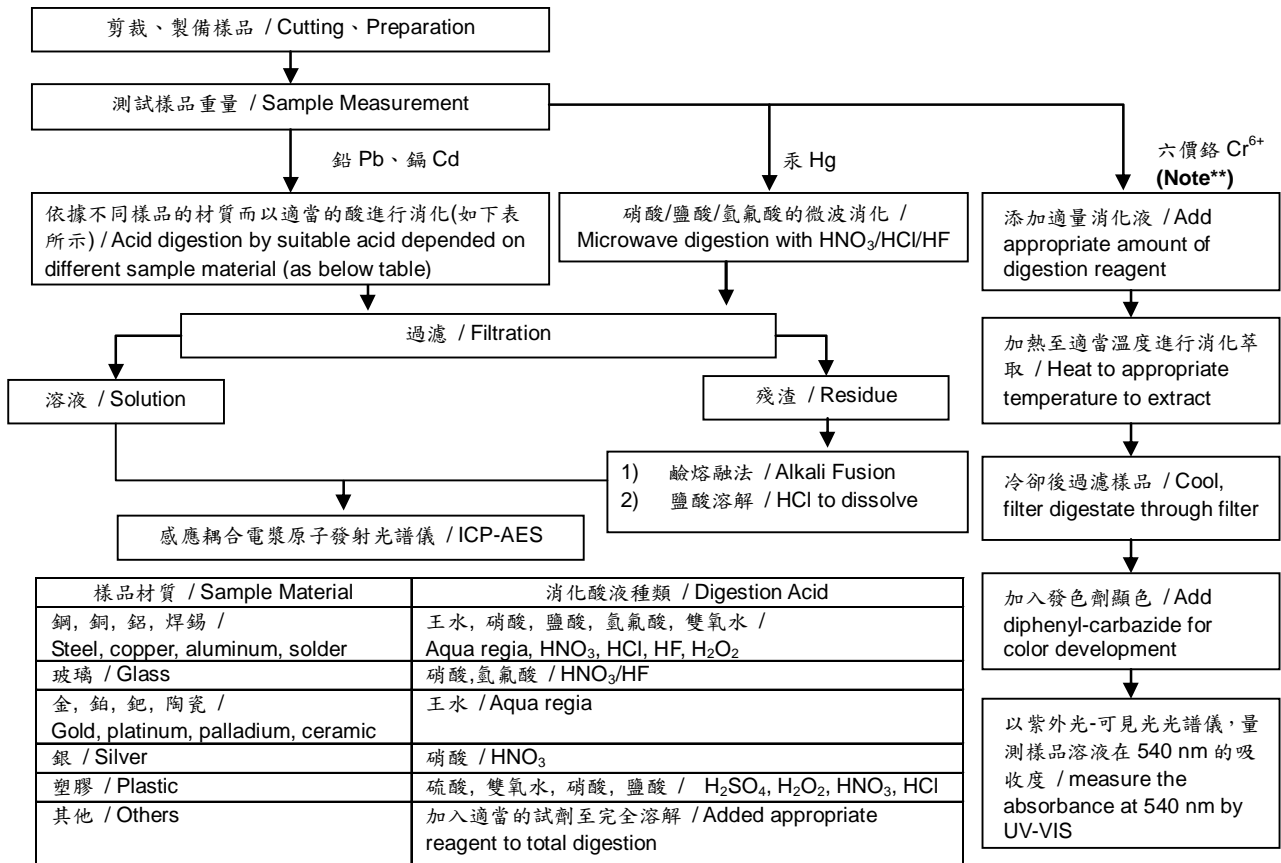 剪裁、製備樣品 / Cutting、Preparation
測試樣品重量 / Sample Measurement
鉛 Pb、鎘 Cd
汞 Hg
六價鉻 Cr⁶⁺
(Note**)
依據不同樣品的材質而以適當的酸進行消化(如下表
所示) / Acid digestion by suitable acid depended on
different sample material (as below table)
硝酸/鹽酸/氫氟酸的微波消化 /
Microwave digestion with HNO₃/HCl/HF
添加適量消化液 / Add
appropriate amount of
digestion reagent
過濾 / Filtration
加熱至適當溫度進行消化萃
取 / Heat to appropriate
temperature to extract
溶液 / Solution
殘渣 / Residue
1) 鹼熔融法 / Alkali Fusion
2) 鹽酸溶解 / HCl to dissolve
冷卻後過濾樣品 / Cool,
filter digestate through filter
感應耦合電漿原子發射光譜儀 / ICP-AES
加入發色劑顯色 / Add
diphenyl-carbazide for
color development
以紫外光-可見光光譜儀,量
測樣品溶液在 540 nm 的吸
收度 / measure the
absorbance at 540 nm by
UV-VIS
樣品材質 / Sample Material
消化酸液種類 / Digestion Acid
鋼, 銅, 鋁, 焊錫 /
Steel, copper, aluminum, solder
王水, 硝酸, 鹽酸, 氫氟酸, 雙氧水 /
Aqua regia, HNO₃, HCl, HF, H₂O₂
玻璃 / Glass
硝酸,氫氟酸 / HNO₃/HF
金, 鉑, 鈀, 陶瓷 /
Gold, platinum, palladium, ceramic
王水 / Aqua regia
銀 / Silver
硝酸 / HNO₃
塑膠 / Plastic
硫酸, 雙氧水, 硝酸, 鹽酸 / H₂SO₄, H₂O₂, HNO₃, HCl
其他 / Others
加入適當的試劑至完全溶解 / Added appropriate
reagent to total digestion